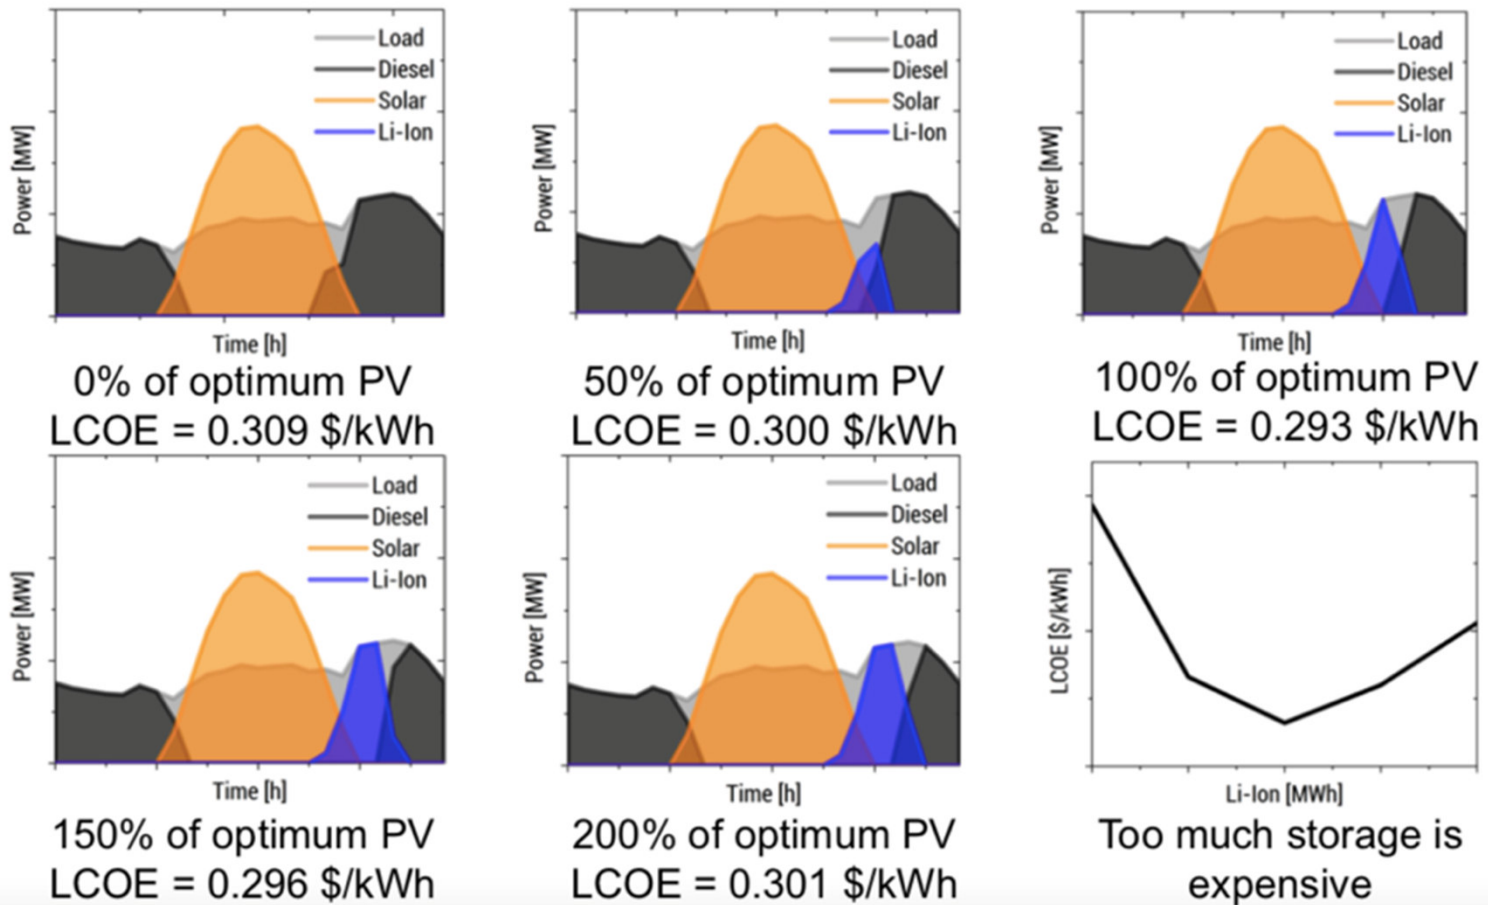 Load
Diesel
Solar
Li-Ion
Power [MW]
Time [h]
0% of optimum PV
LCOE = 0.309 $/kWh
Load
Diesel
Solar
Li-Ion
Power [MW]
Time [h]
50% of optimum PV
LCOE = 0.300 $/kWh
Load
Diesel
Solar
Li-Ion
Power [MW]
Time [h]
100% of optimum PV
LCOE = 0.293 $/kWh
Load
Diesel
Solar
Li-Ion
Power [MW]
Time [h]
150% of optimum PV
LCOE = 0.296 $/kWh
Load
Diesel
Solar
Li-Ion
Power [MW]
Time [h]
200% of optimum PV
LCOE = 0.301 $/kWh
LCOE [$/kWh]
Li-Ion [MWh]
Too much storage is
expensive